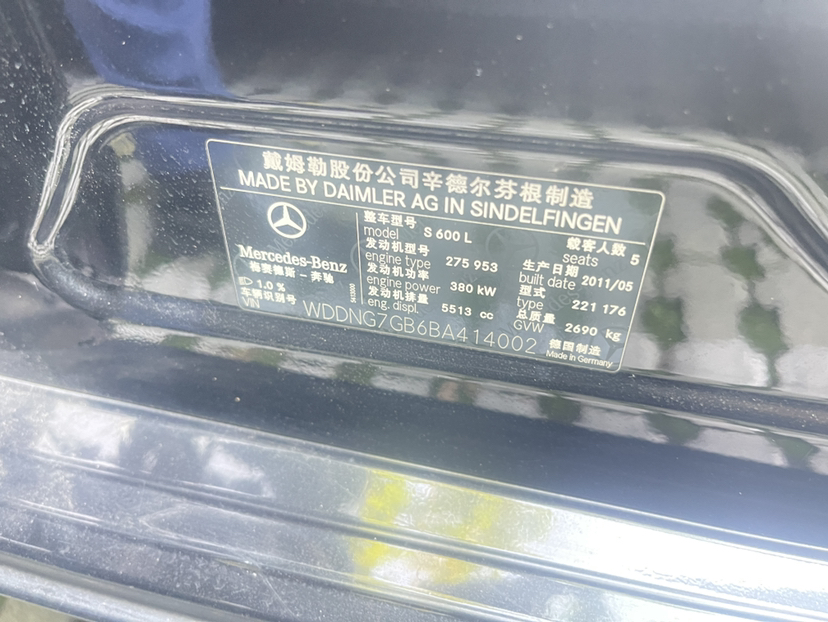 戴姆勒股份公司辛德尔芬根制造
MADE BY DAIMLER AG IN SINDELFINGEN
Mercedes-Benz
梅赛德斯－奔驰
1.0 %
整车型号
model S 600 L
载客人数
seats 5
发动机型号
engine type 275 953
生产日期
built date 2011/05
发动机功率
engine power 380 kW
型式
type 221 176
发动机排量
eng. displ. 5513 cc
总质量
GVW 2690 kg
车辆识别号
VIN WDDNG7GB6BA414002
德国制造
Made in Germany